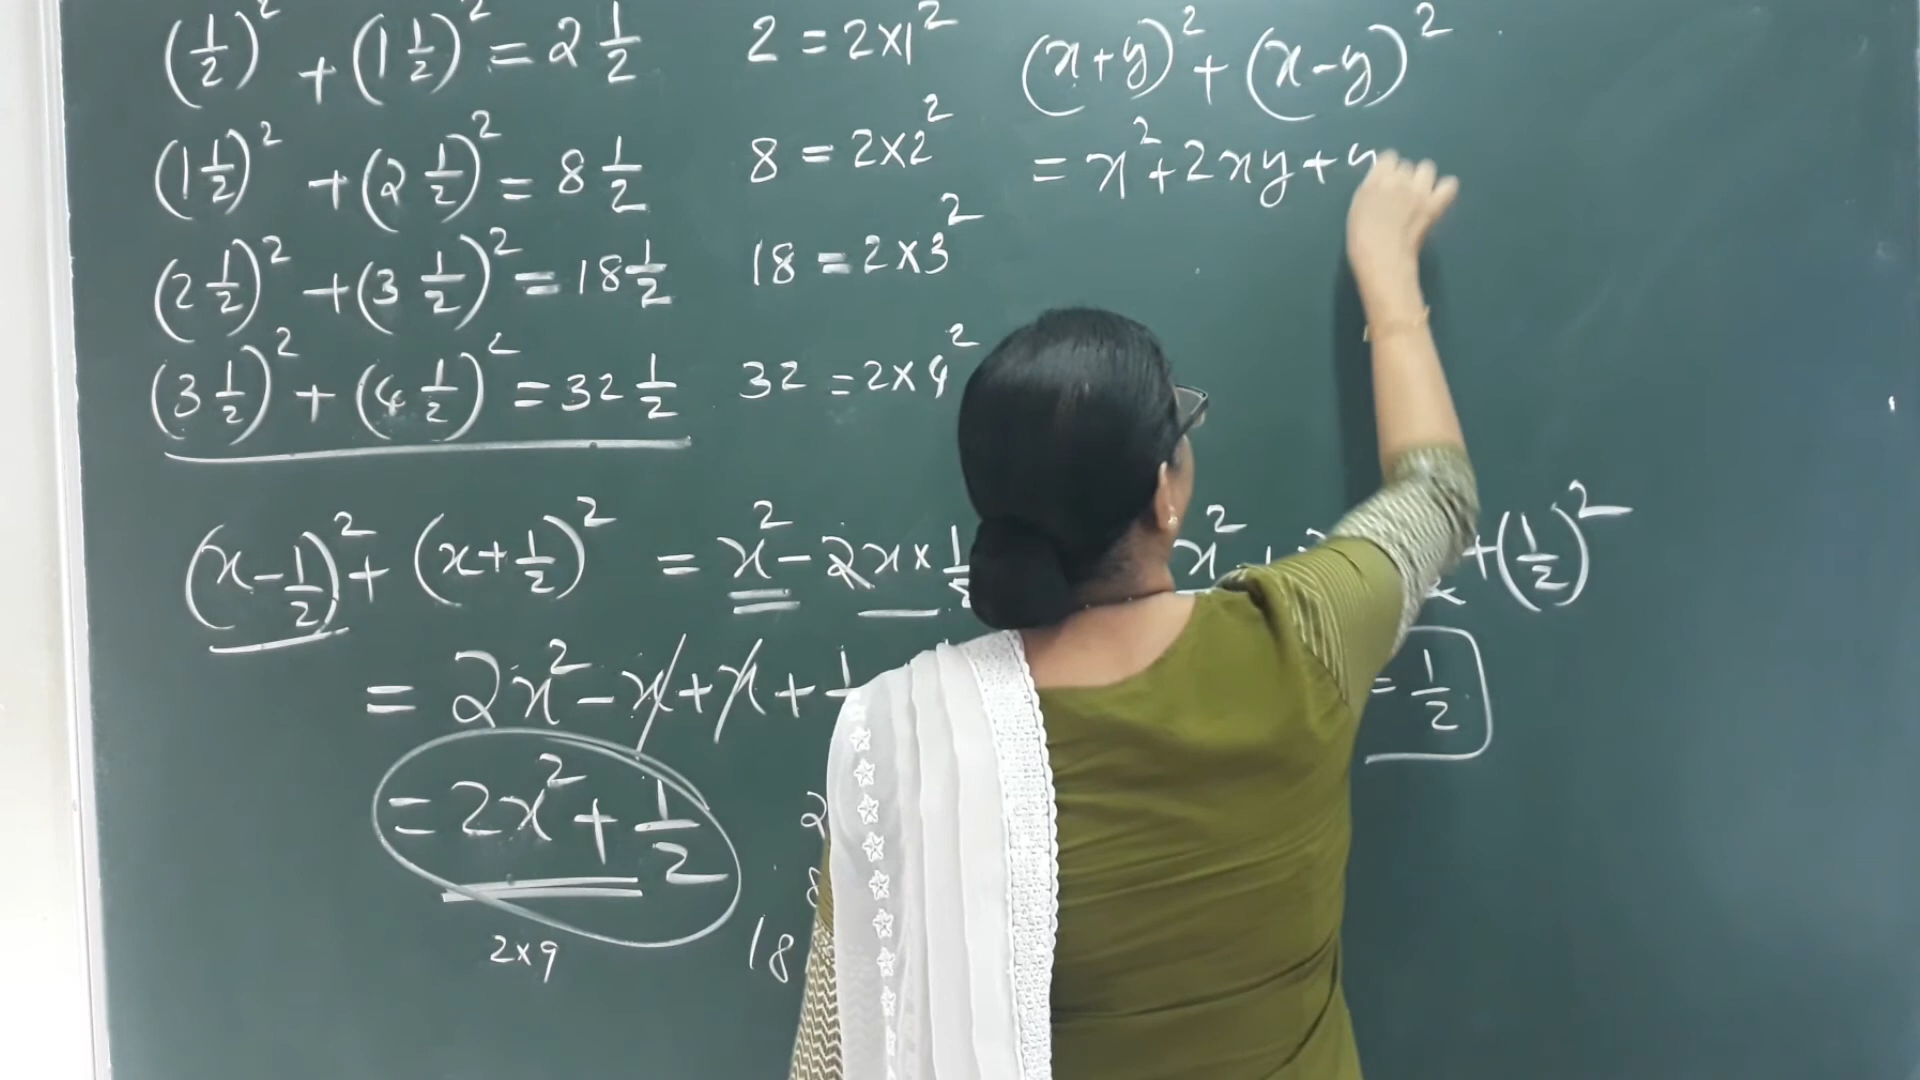 (1/2)² + (1 1/2)² = 2 1/2
(1 1/2)² + (2 1/2)² = 8 1/2
(2 1/2)² + (3 1/2)² = 18 1/2
(3 1/2)² + (4 1/2)² = 32 1/2
2 = 2×1²
8 = 2×2²
18 = 2×3²
32 = 2×4²
(x+y)² + (x-y)²
= x² + 2xy + y
(x - 1/2)² + (x + 1/2)² = x² - 2x × 1/2 x² + + (1/2)²
= 2x² - x + x + 1 = 1/2
= 2x² + 1/2
2×9
2
8
18